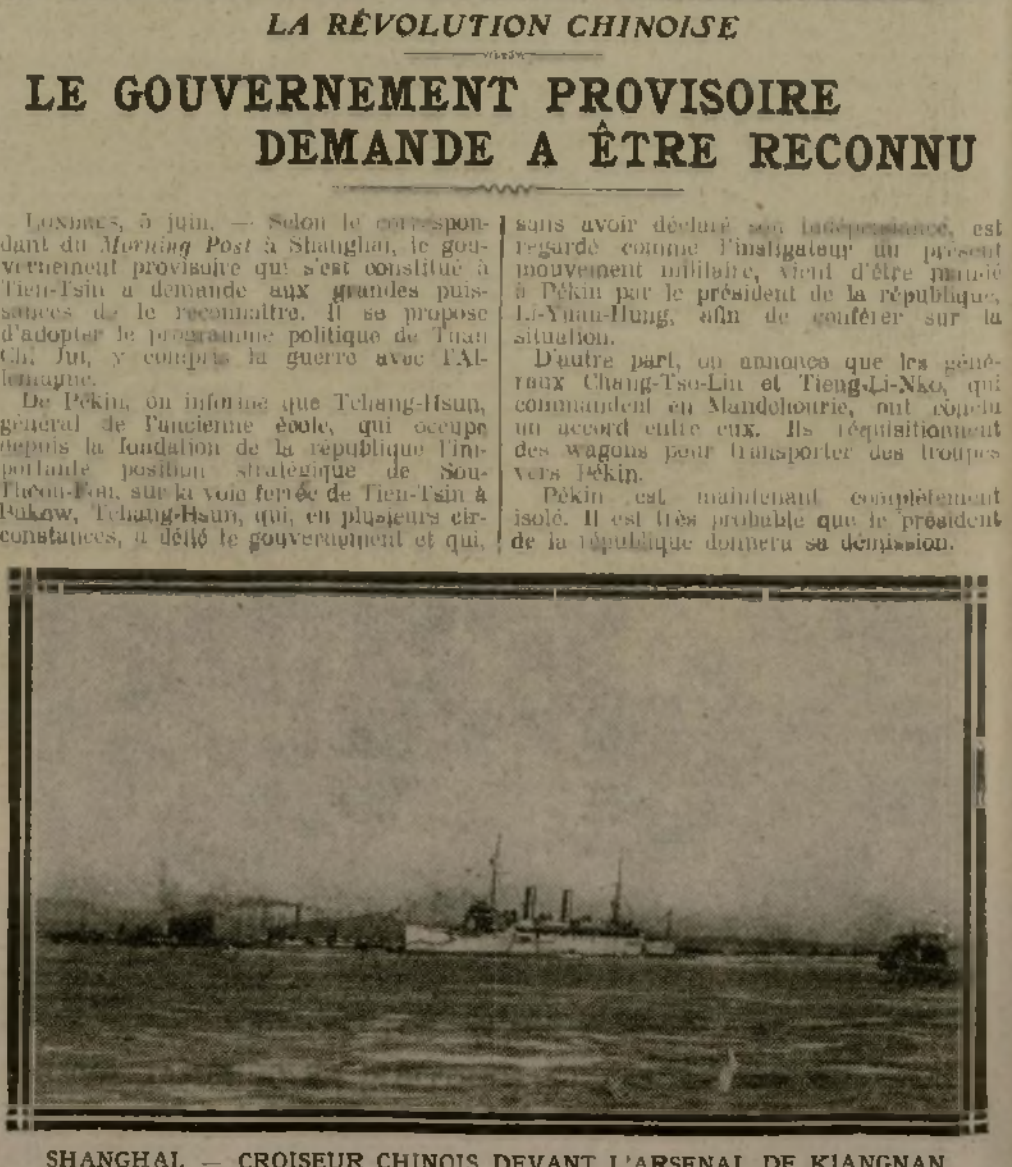 LA RÉVOLUTION CHINOISE
LE GOUVERNEMENT PROVISOIRE
DEMANDE A ÊTRE RECONNU
LONDRES, 5 juin. — Selon le correspon-
dant du Morning Post à Shanghai, le gou-
vernement provisoire qui s'est constitué à
Tien-Tsin a demandé aux grandes puis-
sances de le reconnaître. Il se propose
d'adopter le programme politique de Tuan
Chi Jui, y compris la guerre avec l'Al-
lemagne.
De Pékin, on informe que Tchang-Hsun,
général de l'ancienne école, qui occupe
depuis la fondation de la république l'im-
portante position stratégique de Sou-
sur la voie ferrée de Tien-Tsin à
Pukow, Tchang-Hsun, qui, en plusieurs cir-
constances, a défié le gouvernement et qui,
sans avoir déclaré son indépendance, est
regardé comme l'instigateur du présent
mouvement militaire, vient d'être mandé
à Pékin par le président de la république,
Li-Yuan-Hung, afin de conférer sur la
situation.
D'autre part, on annonce que les géné-
raux Chang-Tso-Lin et Tieng-Li-Nko, qui
commandent en Mandchourie, ont conclu
un accord entre eux. Ils réquisitionnent
des wagons pour transporter des troupes
vers Pékin.
Pékin est maintenant complètement
isolé. Il est très probable que le président
de la république donnera sa démission.
SHANGHAI. — CROISEUR CHINOIS DEVANT L'ARSENAL DE KIANGNAN